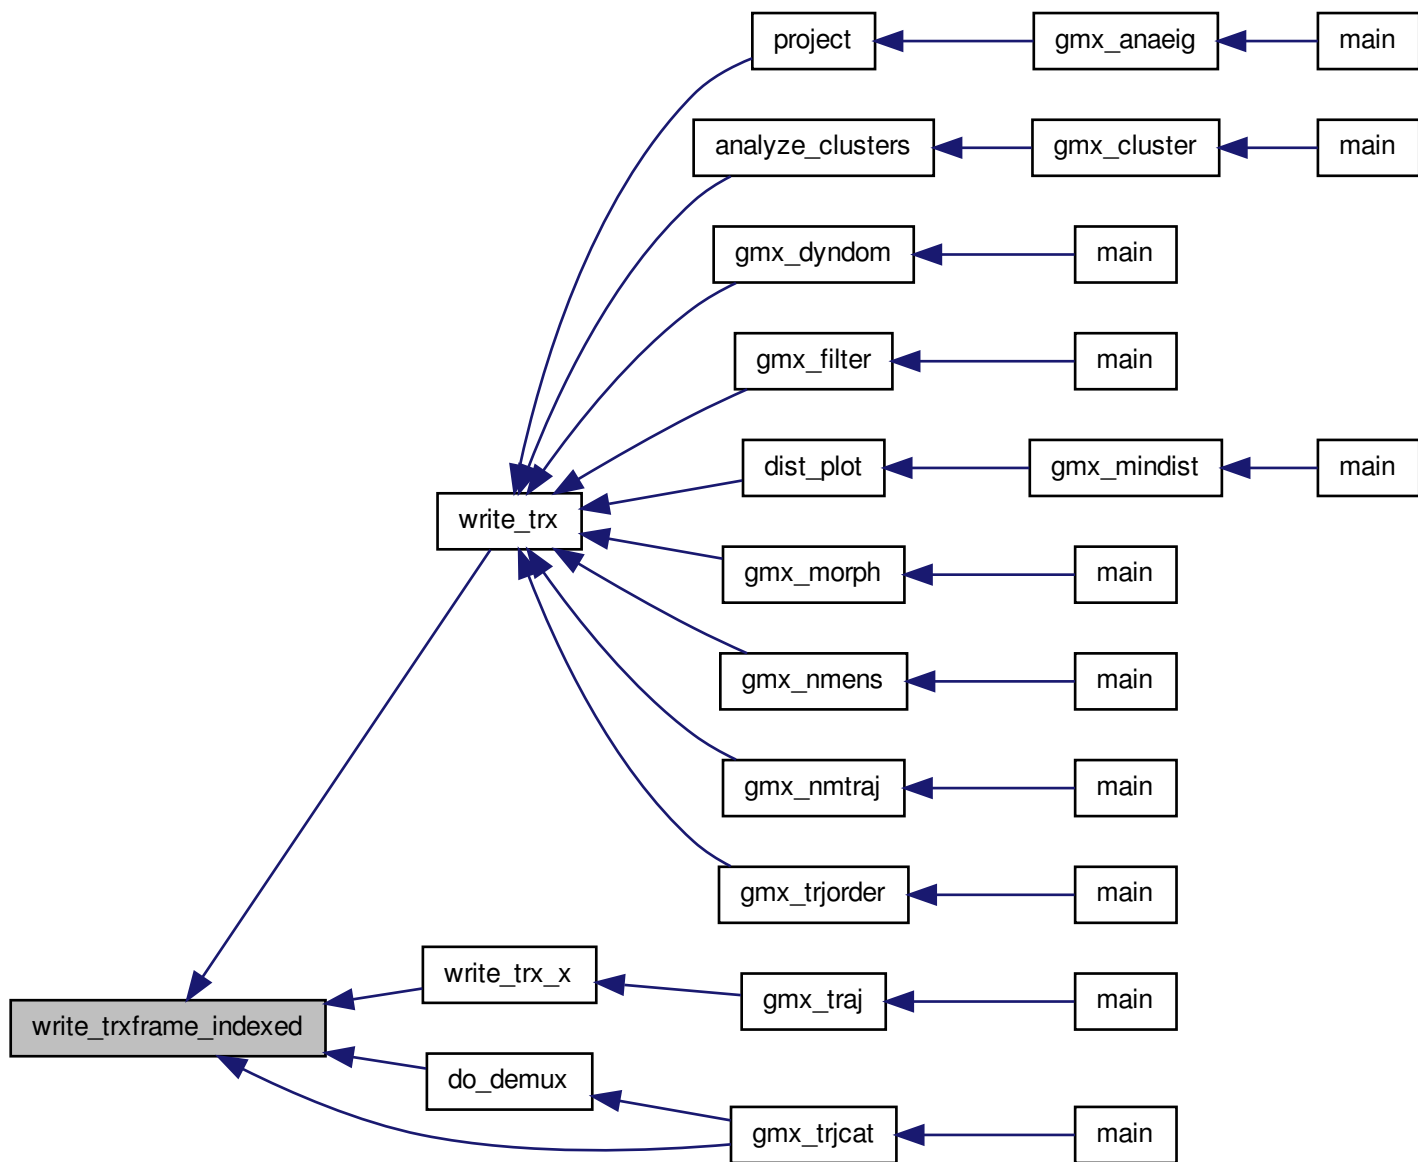 project
gmx_anaeig
main
analyze_clusters
gmx_cluster
main
gmx_dyndom
main
gmx_filter
main
dist_plot
gmx_mindist
main
write_trx
gmx_morph
main
gmx_nmens
main
gmx_nmtraj
main
gmx_trjorder
main
write_trx_x
gmx_traj
main
write_trxframe_indexed
do_demux
gmx_trjcat
main